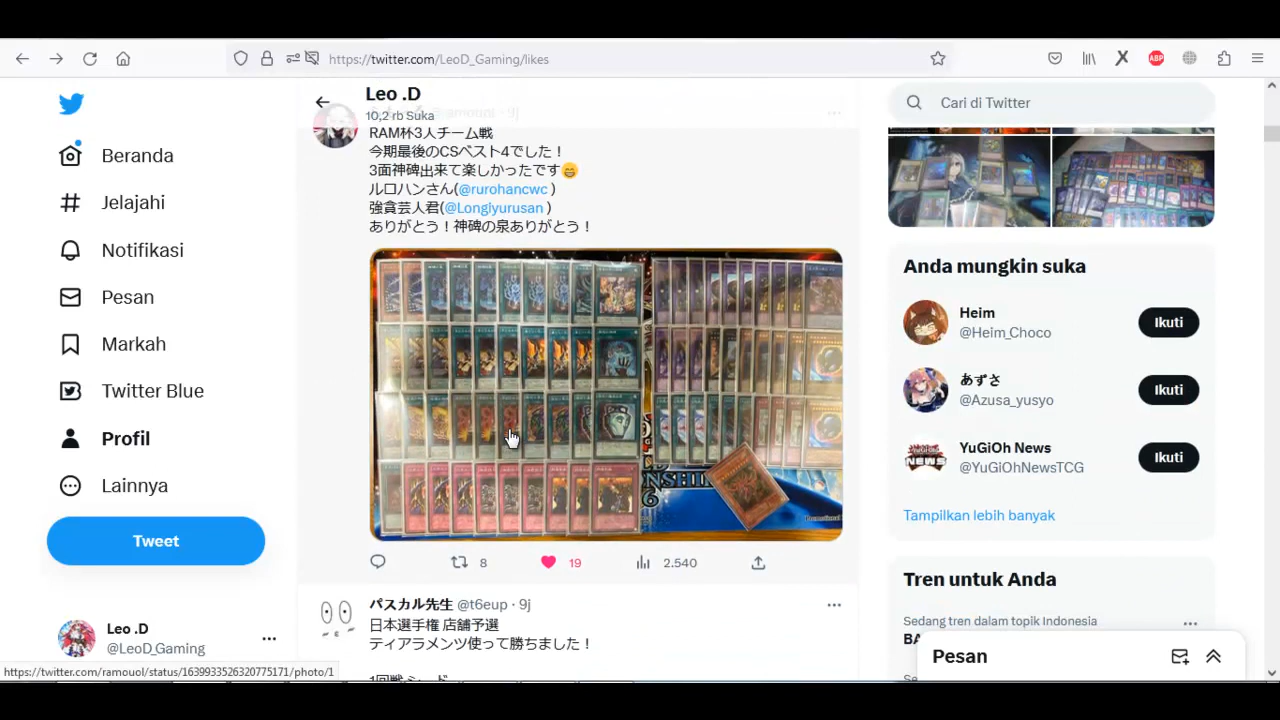 https://twitter.com/LeoD_Gaming/likes
Beranda
Jelajahi
Notifikasi
Pesan
Markah
Twitter Blue
Profil
Lainnya
Tweet
Leo .D
@LeoD_Gaming
https://twitter.com/ramouol/status/1639933526320775171/photo/1
Leo .D
10,2 rb Suka
@ramouol · 9j
RAM杯3人チーム戦
今期最後のCSベスト4でした！
3面神碑出来て楽しかったです😁
ルロハンさん(@rurohancwc )
強貪芸人君(@Longlyurusan )
ありがとう！神碑の泉ありがとう！
8
19
2.540
パスカル先生 @t6eup · 9j
日本選手権 店舗予選
ティアラメンツ使って勝ちました！
Cari di Twitter
Anda mungkin suka
Heim
@Heim_Choco
Ikuti
あずさ
@Azusa_yusyo
Ikuti
YuGiOh News
@YuGiOhNewsTCG
Ikuti
Tampilkan lebih banyak
Tren untuk Anda
Sedang tren dalam topik Indonesia
Pesan